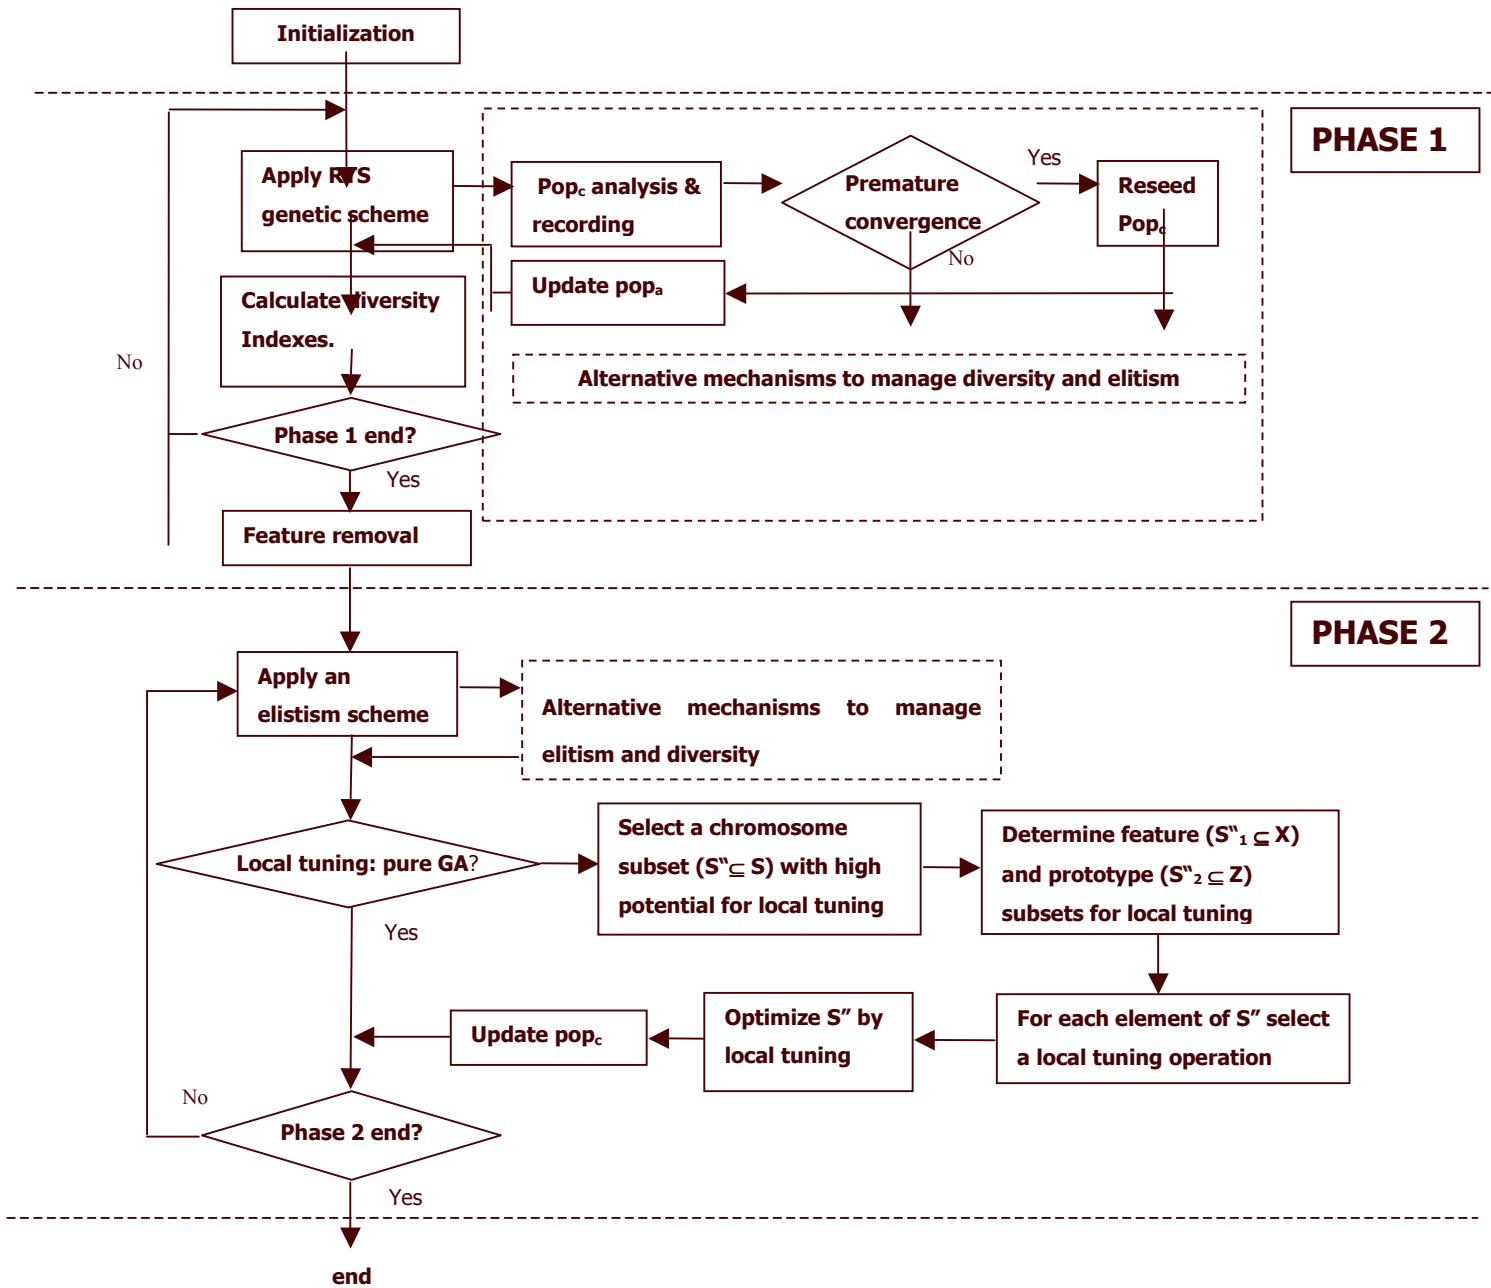 Initialization
PHASE 1
Apply RYS
genetic scheme
Popc analysis &
recording
Premature
convergence
Yes
Reseed
Popc
No
Update popa
Calculate diversity
Indexes.
No
Alternative mechanisms to manage diversity and elitism
Phase 1 end?
Yes
Feature removal
PHASE 2
Apply an
elistism scheme
Alternative mechanisms to manage
elitism and diversity
Local tuning: pure GA?
Select a chromosome
subset (S“ ⊆ S) with high
potential for local tuning
Determine feature (S“1 ⊆ X)
and prototype (S“2 ⊆ Z)
subsets for local tuning
Yes
For each element of S” select
a local tuning operation
Optimize S” by
local tuning
Update popc
No
Phase 2 end?
Yes
end